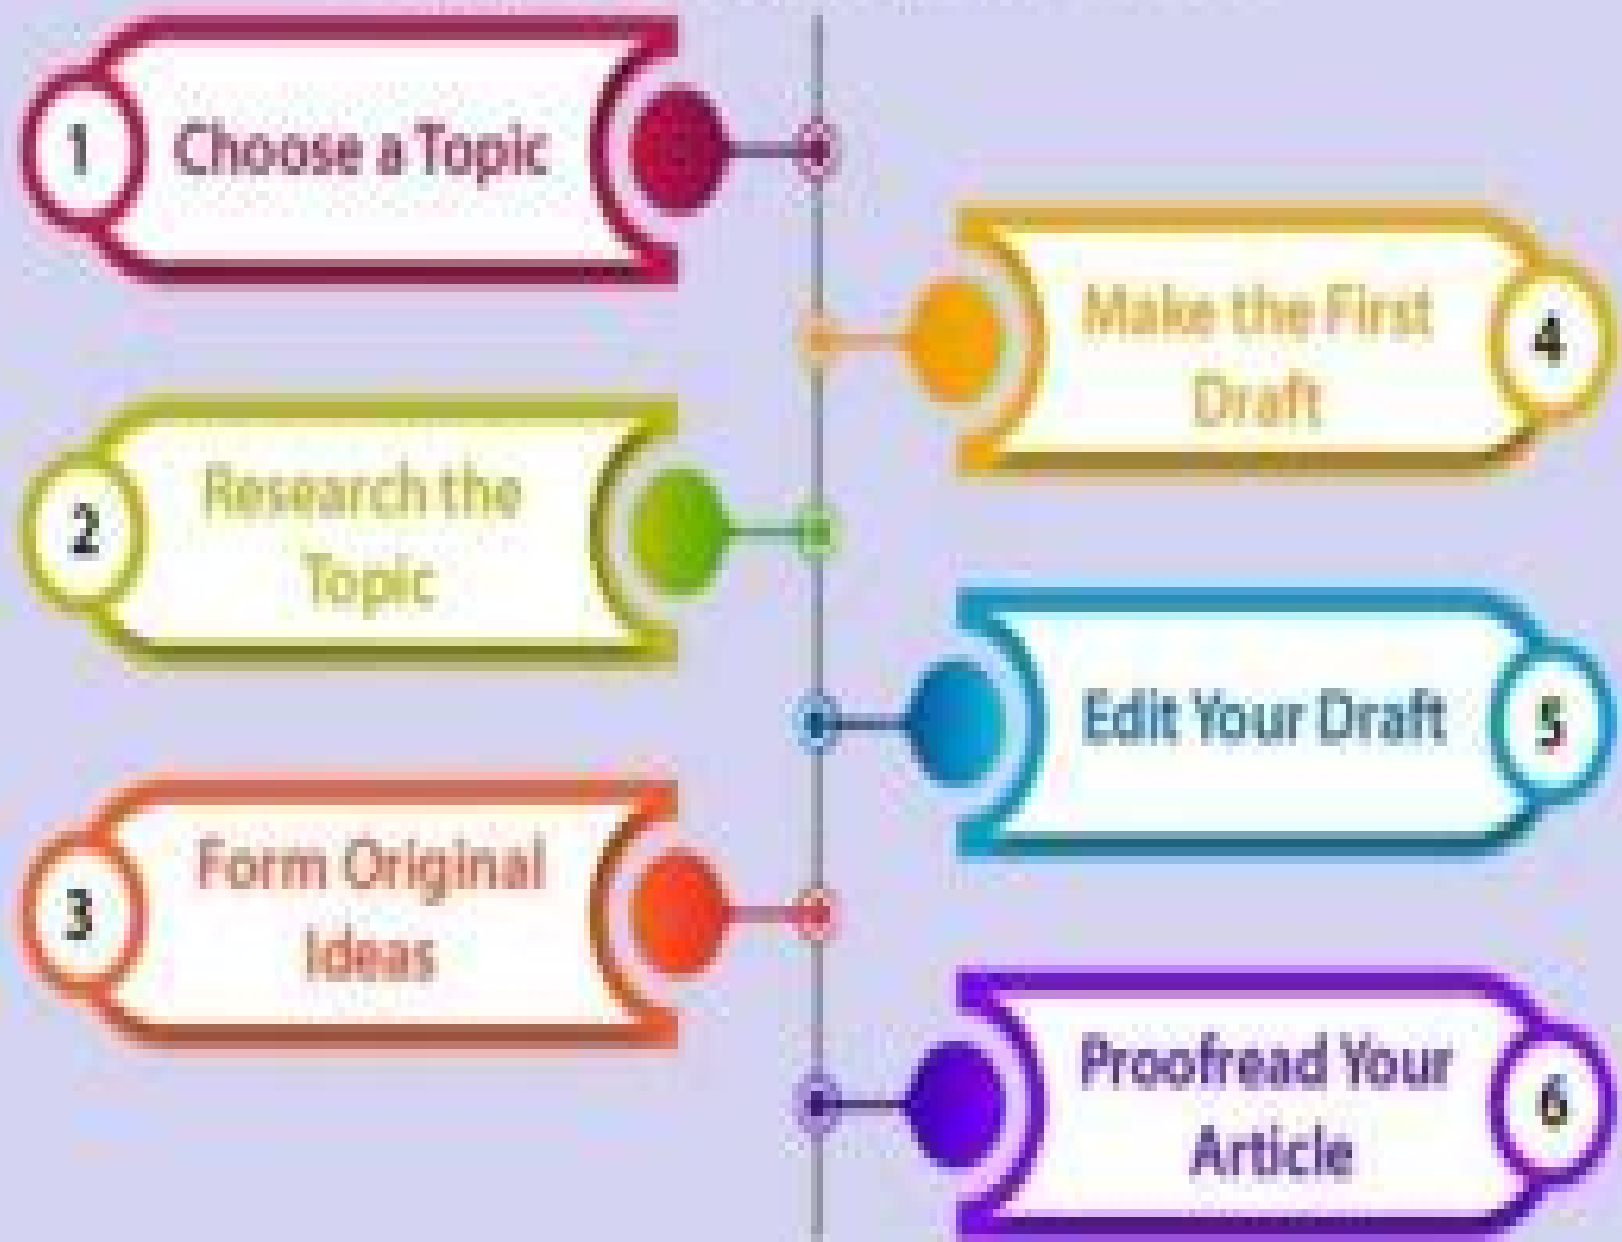 1
Choose a Topic
2
Research the
Topic
3
Form Original
Ideas
4
Make the First
Draft
5
Edit Your Draft
6
Proofread Your
Article